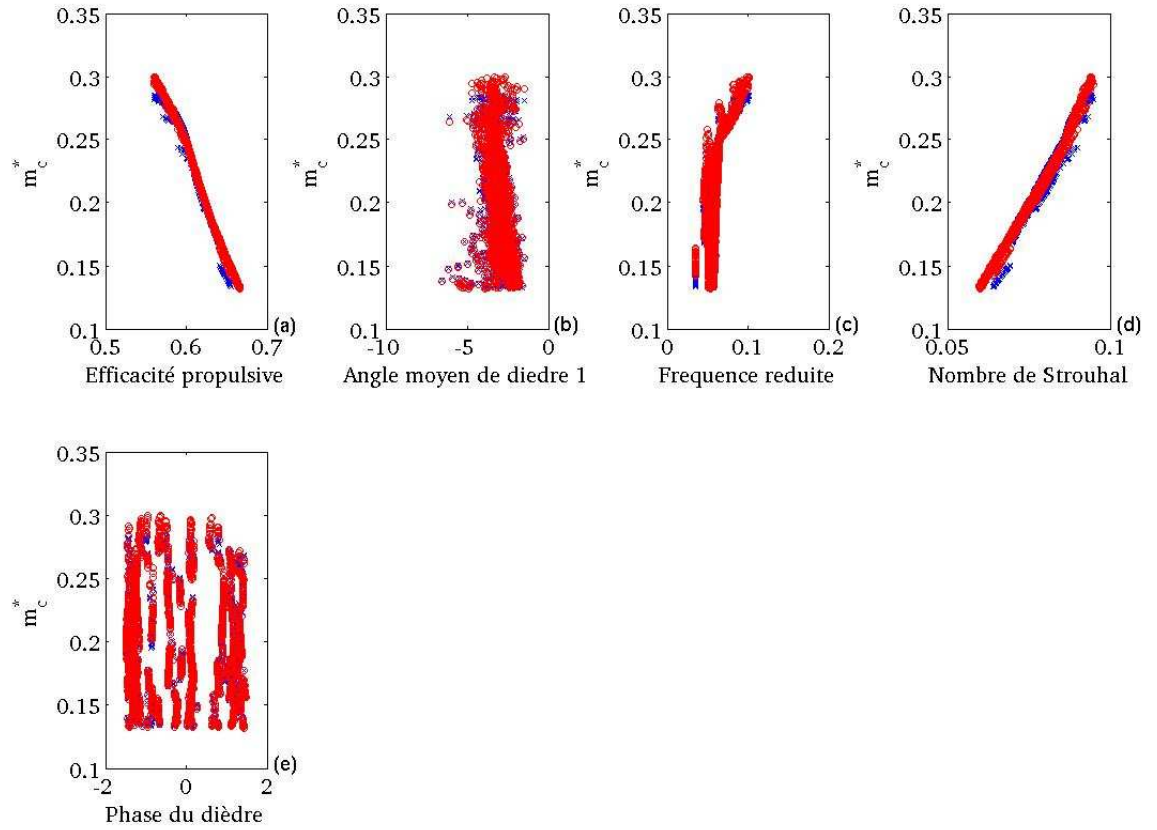 0.35
0.3
0.25
0.2
0.15
0.1
0.5
0.6
0.7
m*c
(a)
Efficacité propulsive
0.35
0.3
0.25
0.2
0.15
0.1
-10
-5
0
m*c
(b)
Angle moyen de diedre 1
0.35
0.3
0.25
0.2
0.15
0.1
0
0.1
0.2
m*c
(c)
Frequence reduite
0.35
0.3
0.25
0.2
0.15
0.1
0.05
0.1
m*c
(d)
Nombre de Strouhal
0.35
0.3
0.25
0.2
0.15
0.1
-2
0
2
m*c
(e)
Phase du dièdre